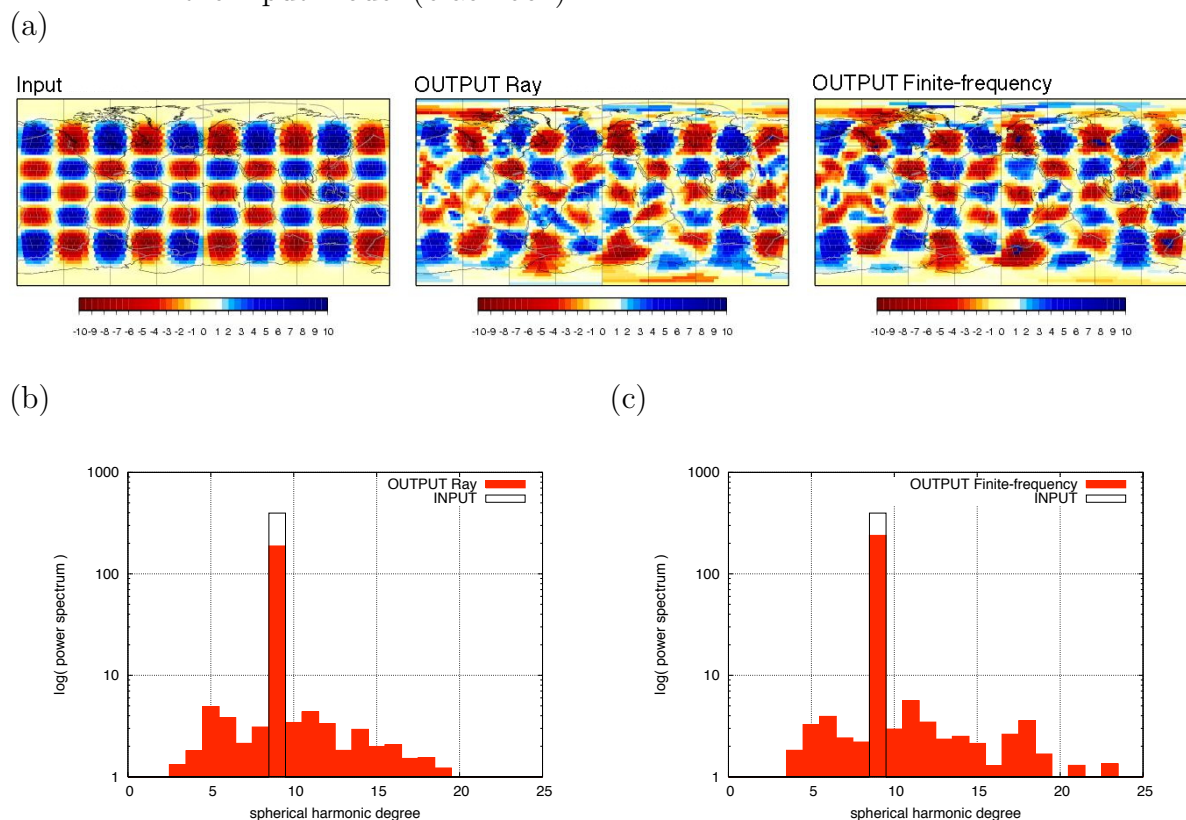 the input model (black box)
(a)
Input
OUTPUT Ray
OUTPUT Finite-frequency
-10 -9 -8 -7 -6 -5 -4 -3 -2 -1 0 1 2 3 4 5 6 7 8 9 10
-10 -9 -8 -7 -6 -5 -4 -3 -2 -1 0 1 2 3 4 5 6 7 8 9 10
-10 -9 -8 -7 -6 -5 -4 -3 -2 -1 0 1 2 3 4 5 6 7 8 9 10
(b)
1000
100
10
1
log( power spectrum )
OUTPUT Ray
INPUT
0 5 10 15 20 25
spherical harmonic degree
(c)
1000
100
10
1
log( power spectrum )
OUTPUT Finite-frequency
INPUT
0 5 10 15 20 25
spherical harmonic degree